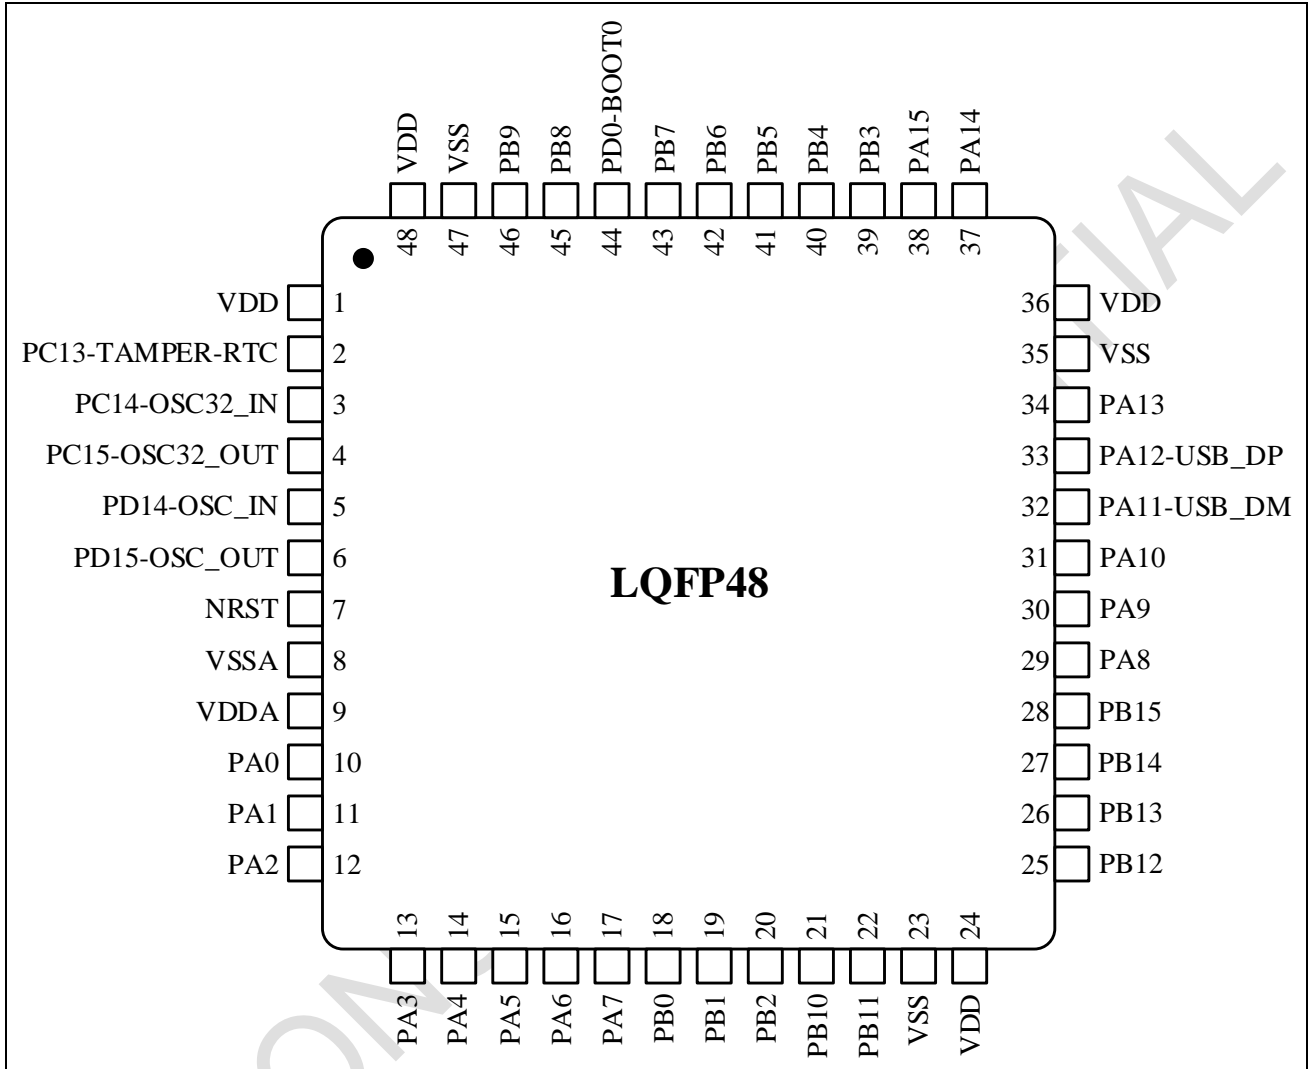 VDD
VSS
PB9
PB8
PD0-BOOT0
PB7
PB6
PB5
PB4
PB3
PA15
PA14
48
47
46
45
44
43
42
41
40
39
38
37
VDD 1
PC13-TAMPER-RTC 2
PC14-OSC32_IN 3
PC15-OSC32_OUT 4
PD14-OSC_IN 5
PD15-OSC_OUT 6
NRST 7
VSSA 8
VDDA 9
PA0 10
PA1 11
PA2 12
LQFP48
36 VDD
35 VSS
34 PA13
33 PA12-USB_DP
32 PA11-USB_DM
31 PA10
30 PA9
29 PA8
28 PB15
27 PB14
26 PB13
25 PB12
13
14
15
16
17
18
19
20
21
22
23
24
PA3
PA4
PA5
PA6
PA7
PB0
PB1
PB2
PB10
PB11
VSS
VDD